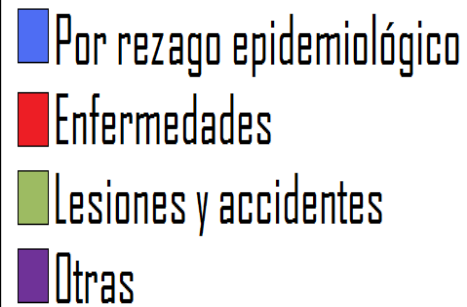 Por rezago epidemiológico
Enfermedades
Lesiones y accidentes
Otras